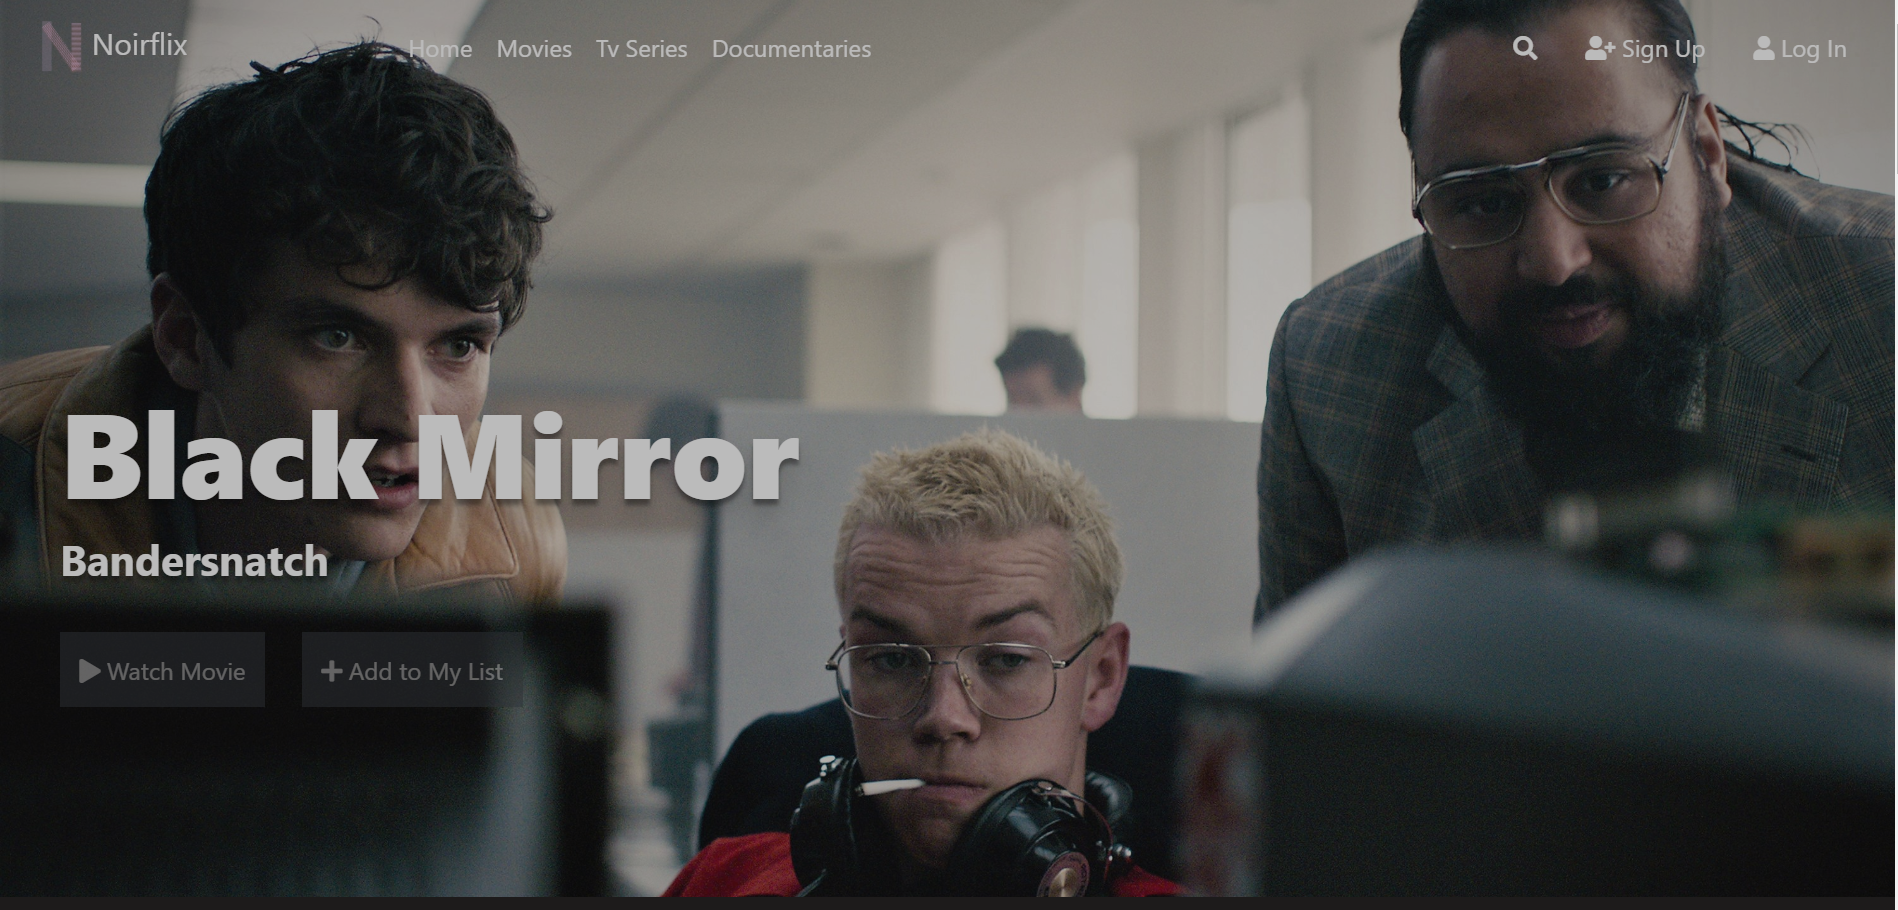 N Noirflix
Home Movies Tv Series Documentaries
Sign Up
Log In
Black Mirror
Bandersnatch
Watch Movie
Add to My List